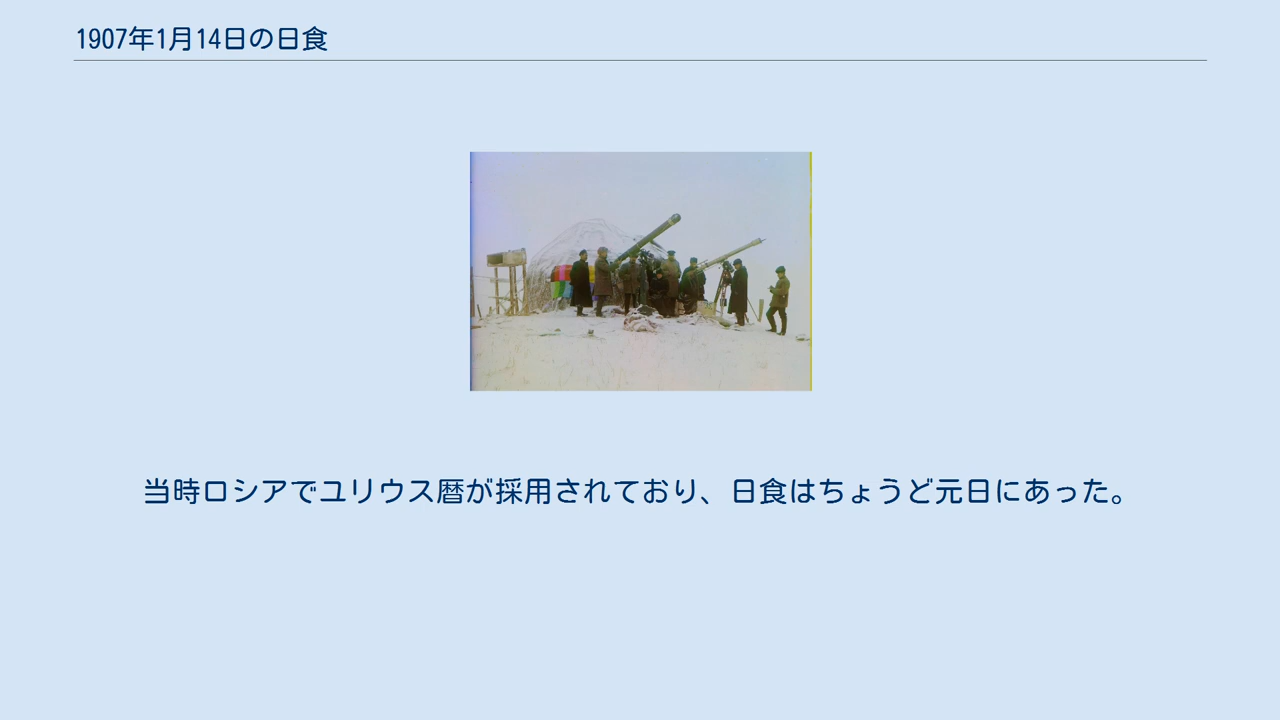 1907年1月14日の日食
当時ロシアでユリウス暦が採用されており、日食はちょうど元日にあった。